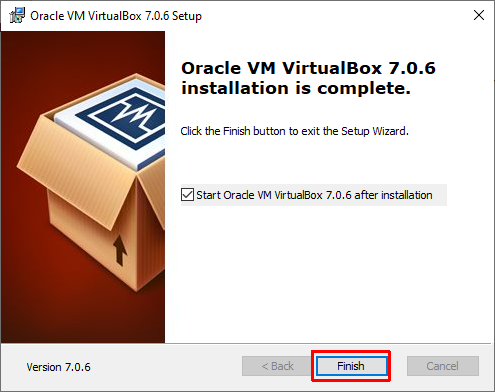 Oracle VM VirtualBox 7.0.6 Setup
Oracle VM VirtualBox 7.0.6
installation is complete.
Click the Finish button to exit the Setup Wizard.
Start Oracle VM VirtualBox 7.0.6 after installation
Version 7.0.6
< Back
Finish
Cancel